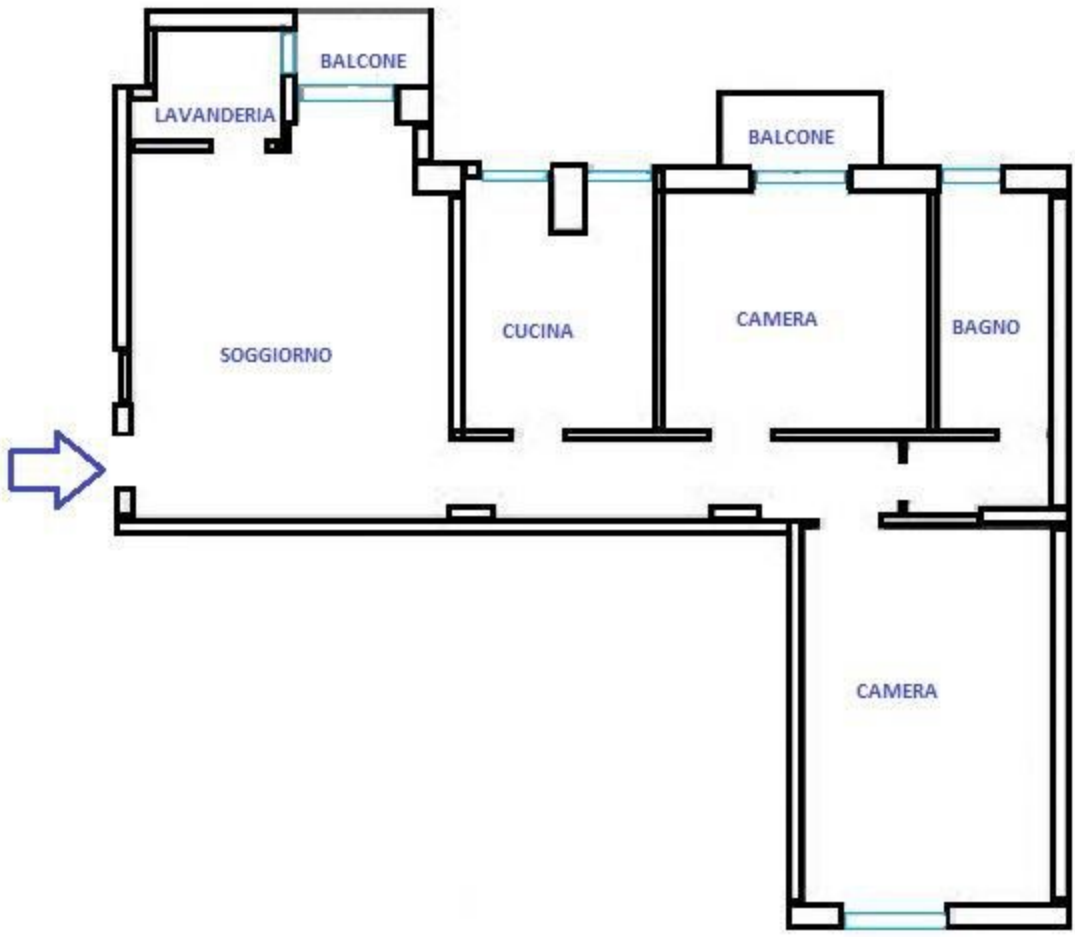 BALCONE
LAVANDERIA
BALCONE
SOGGIORNO
CUCINA
CAMERA
BAGNO
CAMERA